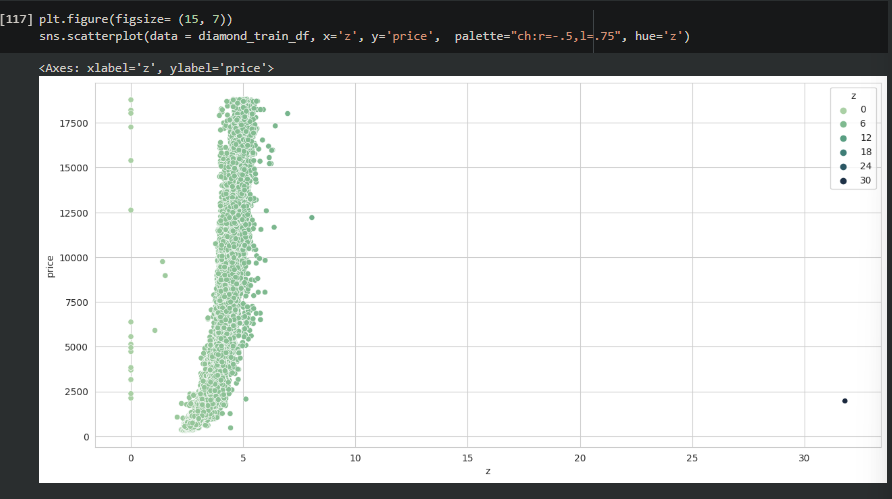 [117] plt.figure(figsize= (15, 7))
sns.scatterplot(data = diamond_train_df, x='z', y='price',  palette="ch:r=-.5,l=.75", hue='z')
<Axes: xlabel='z', ylabel='price'>
z
0
6
12
18
24
30
17500
15000
12500
10000
7500
5000
2500
0
price
0 5 10 15 20 25 30
z